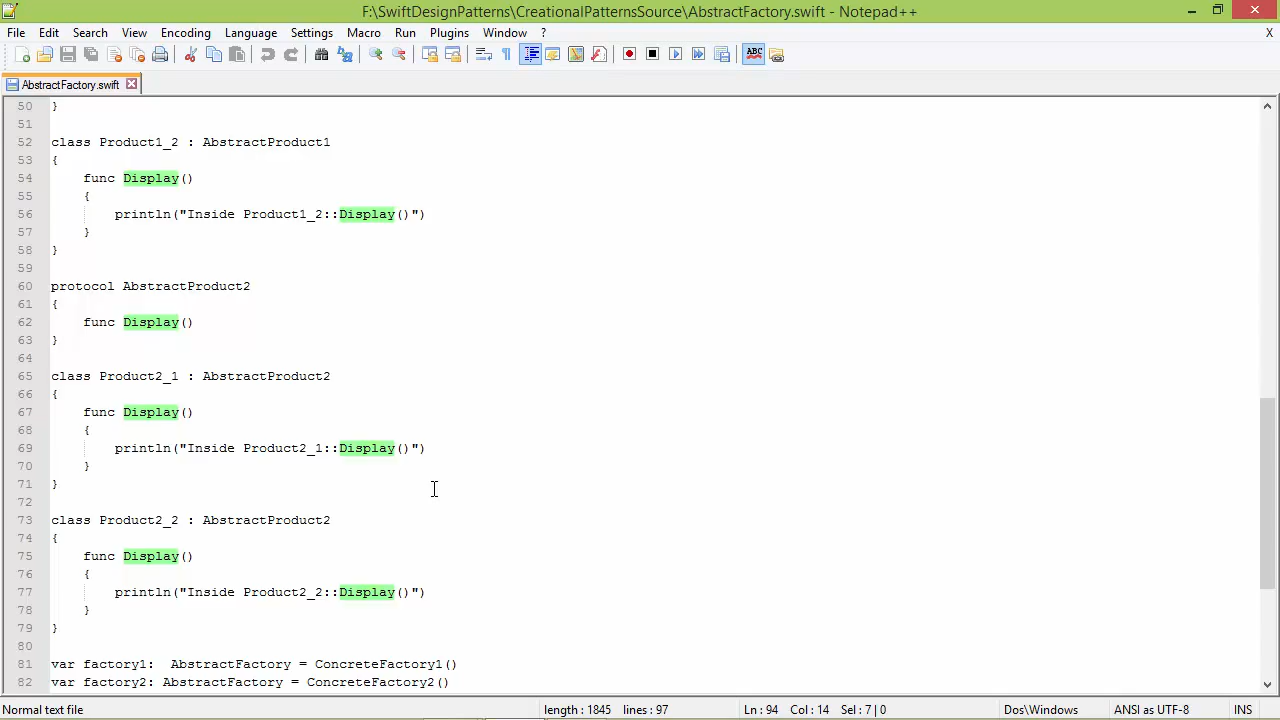 F:\SwiftDesignPatterns\CreationalPatternsSource\AbstractFactory.swift - Notepad++
File Edit Search View Encoding Language Settings Macro Run Plugins Window ? X
ABC
AbstractFactory.swift
50 }
51
52 class Product1_2 : AbstractProduct1
53 {
54 func Display()
55 {
56 println("Inside Product1_2::Display()")
57 }
58 }
59
60 protocol AbstractProduct2
61 {
62 func Display()
63 }
64
65 class Product2_1 : AbstractProduct2
66 {
67 func Display()
68 {
69 println("Inside Product2_1::Display()")
70 }
71 }
72
73 class Product2_2 : AbstractProduct2
74 {
75 func Display()
76 {
77 println("Inside Product2_2::Display()")
78 }
79 }
80
81 var factory1:  AbstractFactory = ConcreteFactory1()
82 var factory2: AbstractFactory = ConcreteFactory2()
Normal text file length : 1845 lines : 97 Ln : 94 Col : 14 Sel : 7 | 0 Dos\Windows ANSI as UTF-8 INS